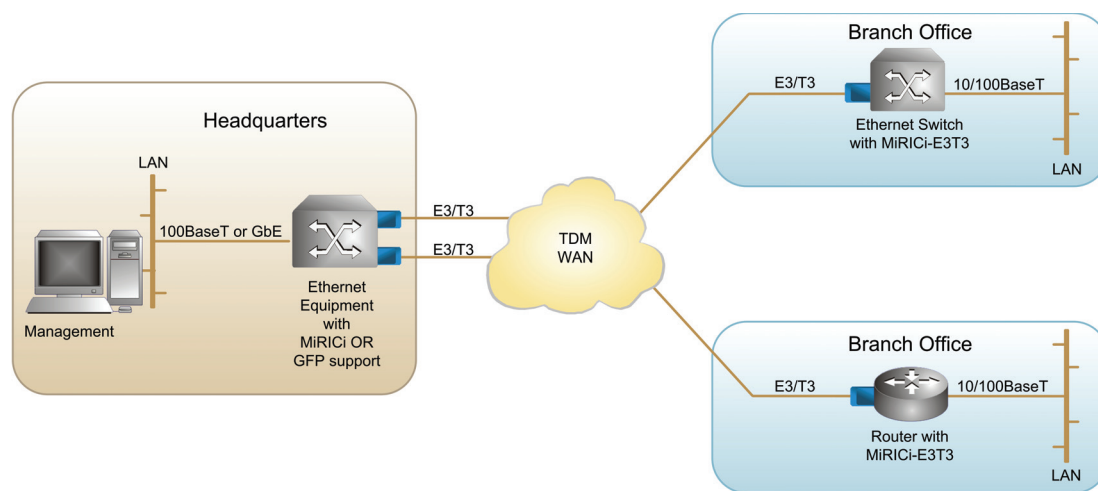 Headquarters
LAN
100BaseT or GbE
Management
Ethernet
Equipment
with
MiRICi OR
GFP support
E3/T3
E3/T3
TDM
WAN
Branch Office
E3/T3
10/100BaseT
Ethernet Switch
with MiRICi-E3T3
LAN
Branch Office
E3/T3
10/100BaseT
Router with
MiRICi-E3T3
LAN